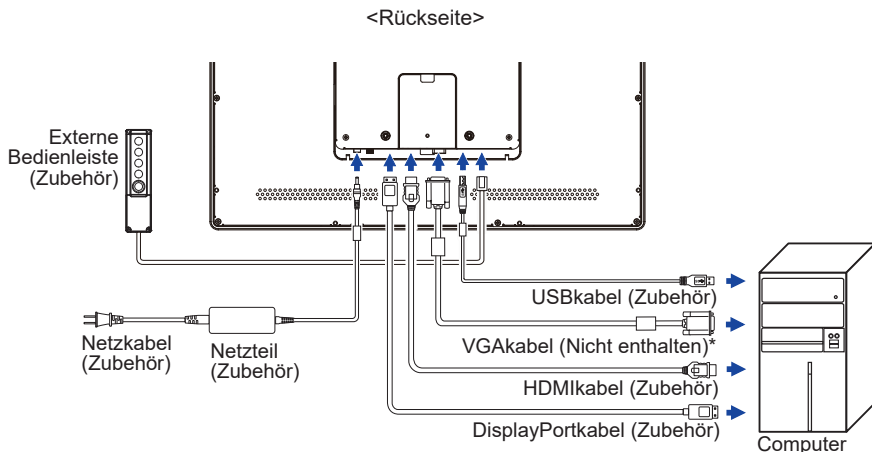 <Rückseite>
Externe
Bedienleiste
(Zubehör)
USBkabel (Zubehör)
Netzkabel
(Zubehör)
Netzteil
(Zubehör)
VGAkabel (Nicht enthalten)*
HDMIkabel (Zubehör)
DisplayPortkabel (Zubehör)
Computer